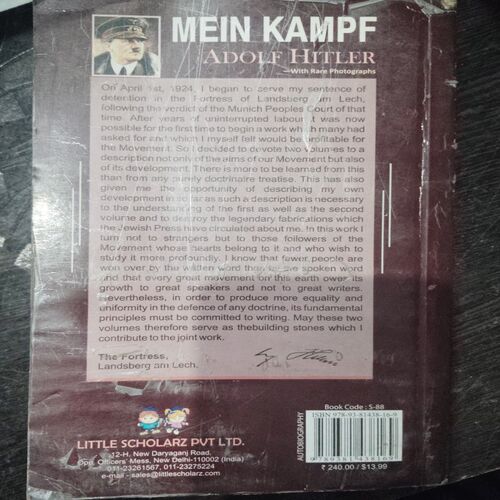 MEIN KAMPF
ADOLF HITLER
—With Rare Photographs
On April 1st, 1924, I began to serve my sentence of
detention in the Fortress of Landsberg am Lech,
following the verdict of the Munich Peoples Court of that
time. After years of uninterrupted labour it was now
possible for the first time to begin a work which many had
asked for and which I myself felt would be profitable for
the Movement. So I decided to devote two volumes to a
description not only of the aims of our Movement but also
of its development. There is more to be learned from this
than from any purely doctrinaire treatise. This has also
given me the opportunity of describing my own
development in so far as such a description is necessary
to the understanding of the first as well as the second
volume and to destroy the legendary fabrications which
the Jewish Press have circulated about me. In this work I
turn not to strangers but to those followers of the
Movement whose hearts belong to it and who wish to
study it more profoundly. I know that fewer people are
won over by the written word than by the spoken word
and that every great movement on this earth owes its
growth to great speakers and not to great writers.
Nevertheless, in order to produce more equality and
uniformity in the defence of any doctrine, its fundamental
principles must be committed to writing. May these two
volumes therefore serve as thebuilding stones which I
contribute to the joint work.
The Fortress,
Landsberg am Lech.
LITTLE SCHOLARZ PVT LTD.
12-H, New Daryaganj Road,
Opp. Officers' Mess, New Delhi-110002 (India)
011-23261567, 011-23275224
e-mail - sales@littlescholarz.com
Book Code : S-88
AUTOBIOGRAPHY
ISBN 978-93-81438-16-9
9789381438169
₹ 240.00 / $13.99